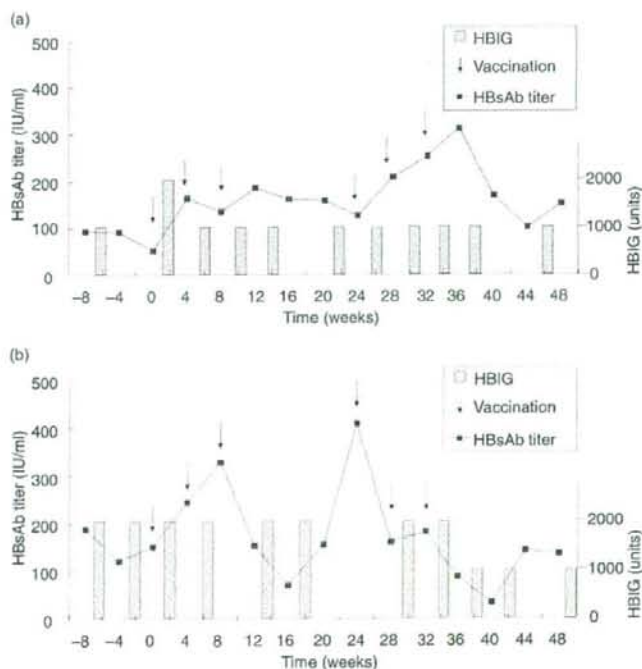 (a)
500
400
300
200
100
0
HBsAb titer (IU/ml)
HBIG
Vaccination
HBsAb titer
2000
1000
0
HBIG (units)
−8 −4 0 4 8 12 16 20 24 28 32 36 40 44 48
Time (weeks)
(b)
500
400
300
200
100
0
HBsAb titer (IU/ml)
HBIG
Vaccination
HBsAb titer
2000
1000
0
HBIG (units)
−8 −4 0 4 8 12 16 20 24 28 32 36 40 44 48
Time (weeks)